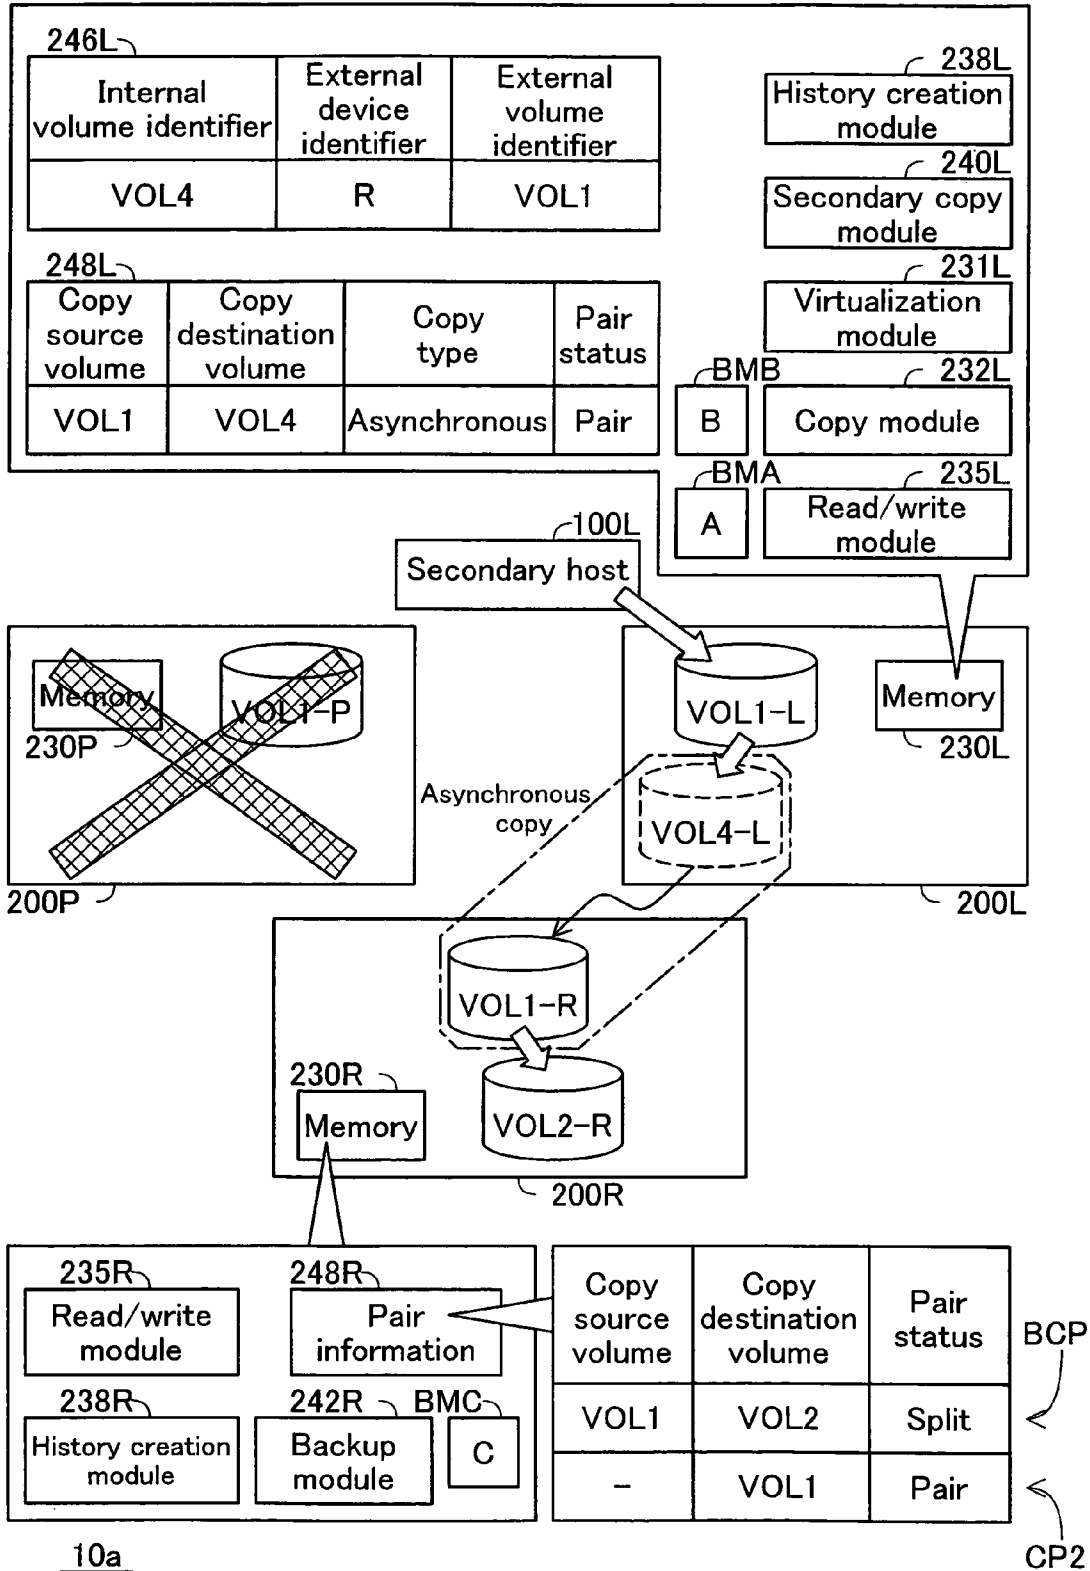 246L
Internal
volume identifier
External
device
identifier
External
volume
identifier
VOL4
R
VOL1
248L
Copy
source
volume
Copy
destination
volume
Copy
type
Pair
status
VOL1
VOL4
Asynchronous
Pair
238L
History creation
module
240L
Secondary copy
module
231L
Virtualization
module
BMB
B
232L
Copy module
BMA
A
235L
Read/write
module
100L
Secondary host
Memory
230P
VOL1-P
200P
VOL1-L
Memory
230L
Asynchronous
copy
VOL4-L
200L
VOL1-R
230R
Memory
VOL2-R
200R
235R
Read/write
module
248R
Pair
information
238R
History creation
module
242R
Backup
module
BMC
C
Copy
source
volume
Copy
destination
volume
Pair
status
VOL1
VOL2
Split
-
VOL1
Pair
BCP
CP2
10a